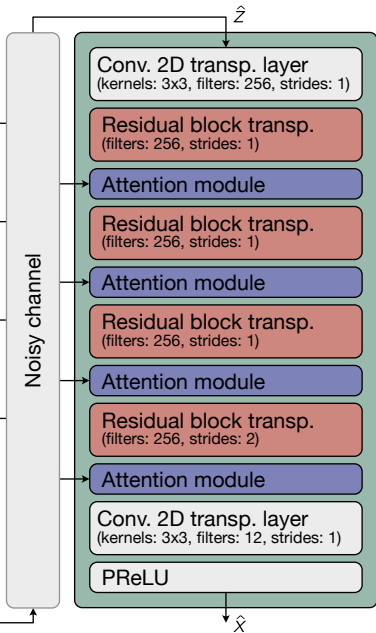 Ẑ
Noisy channel
Conv. 2D transp. layer
(kernels: 3x3, filters: 256, strides: 1)
Residual block transp.
(filters: 256, strides: 1)
Attention module
Residual block transp.
(filters: 256, strides: 1)
Attention module
Residual block transp.
(filters: 256, strides: 1)
Attention module
Residual block transp.
(filters: 256, strides: 2)
Attention module
Conv. 2D transp. layer
(kernels: 3x3, filters: 12, strides: 1)
PReLU
X̂